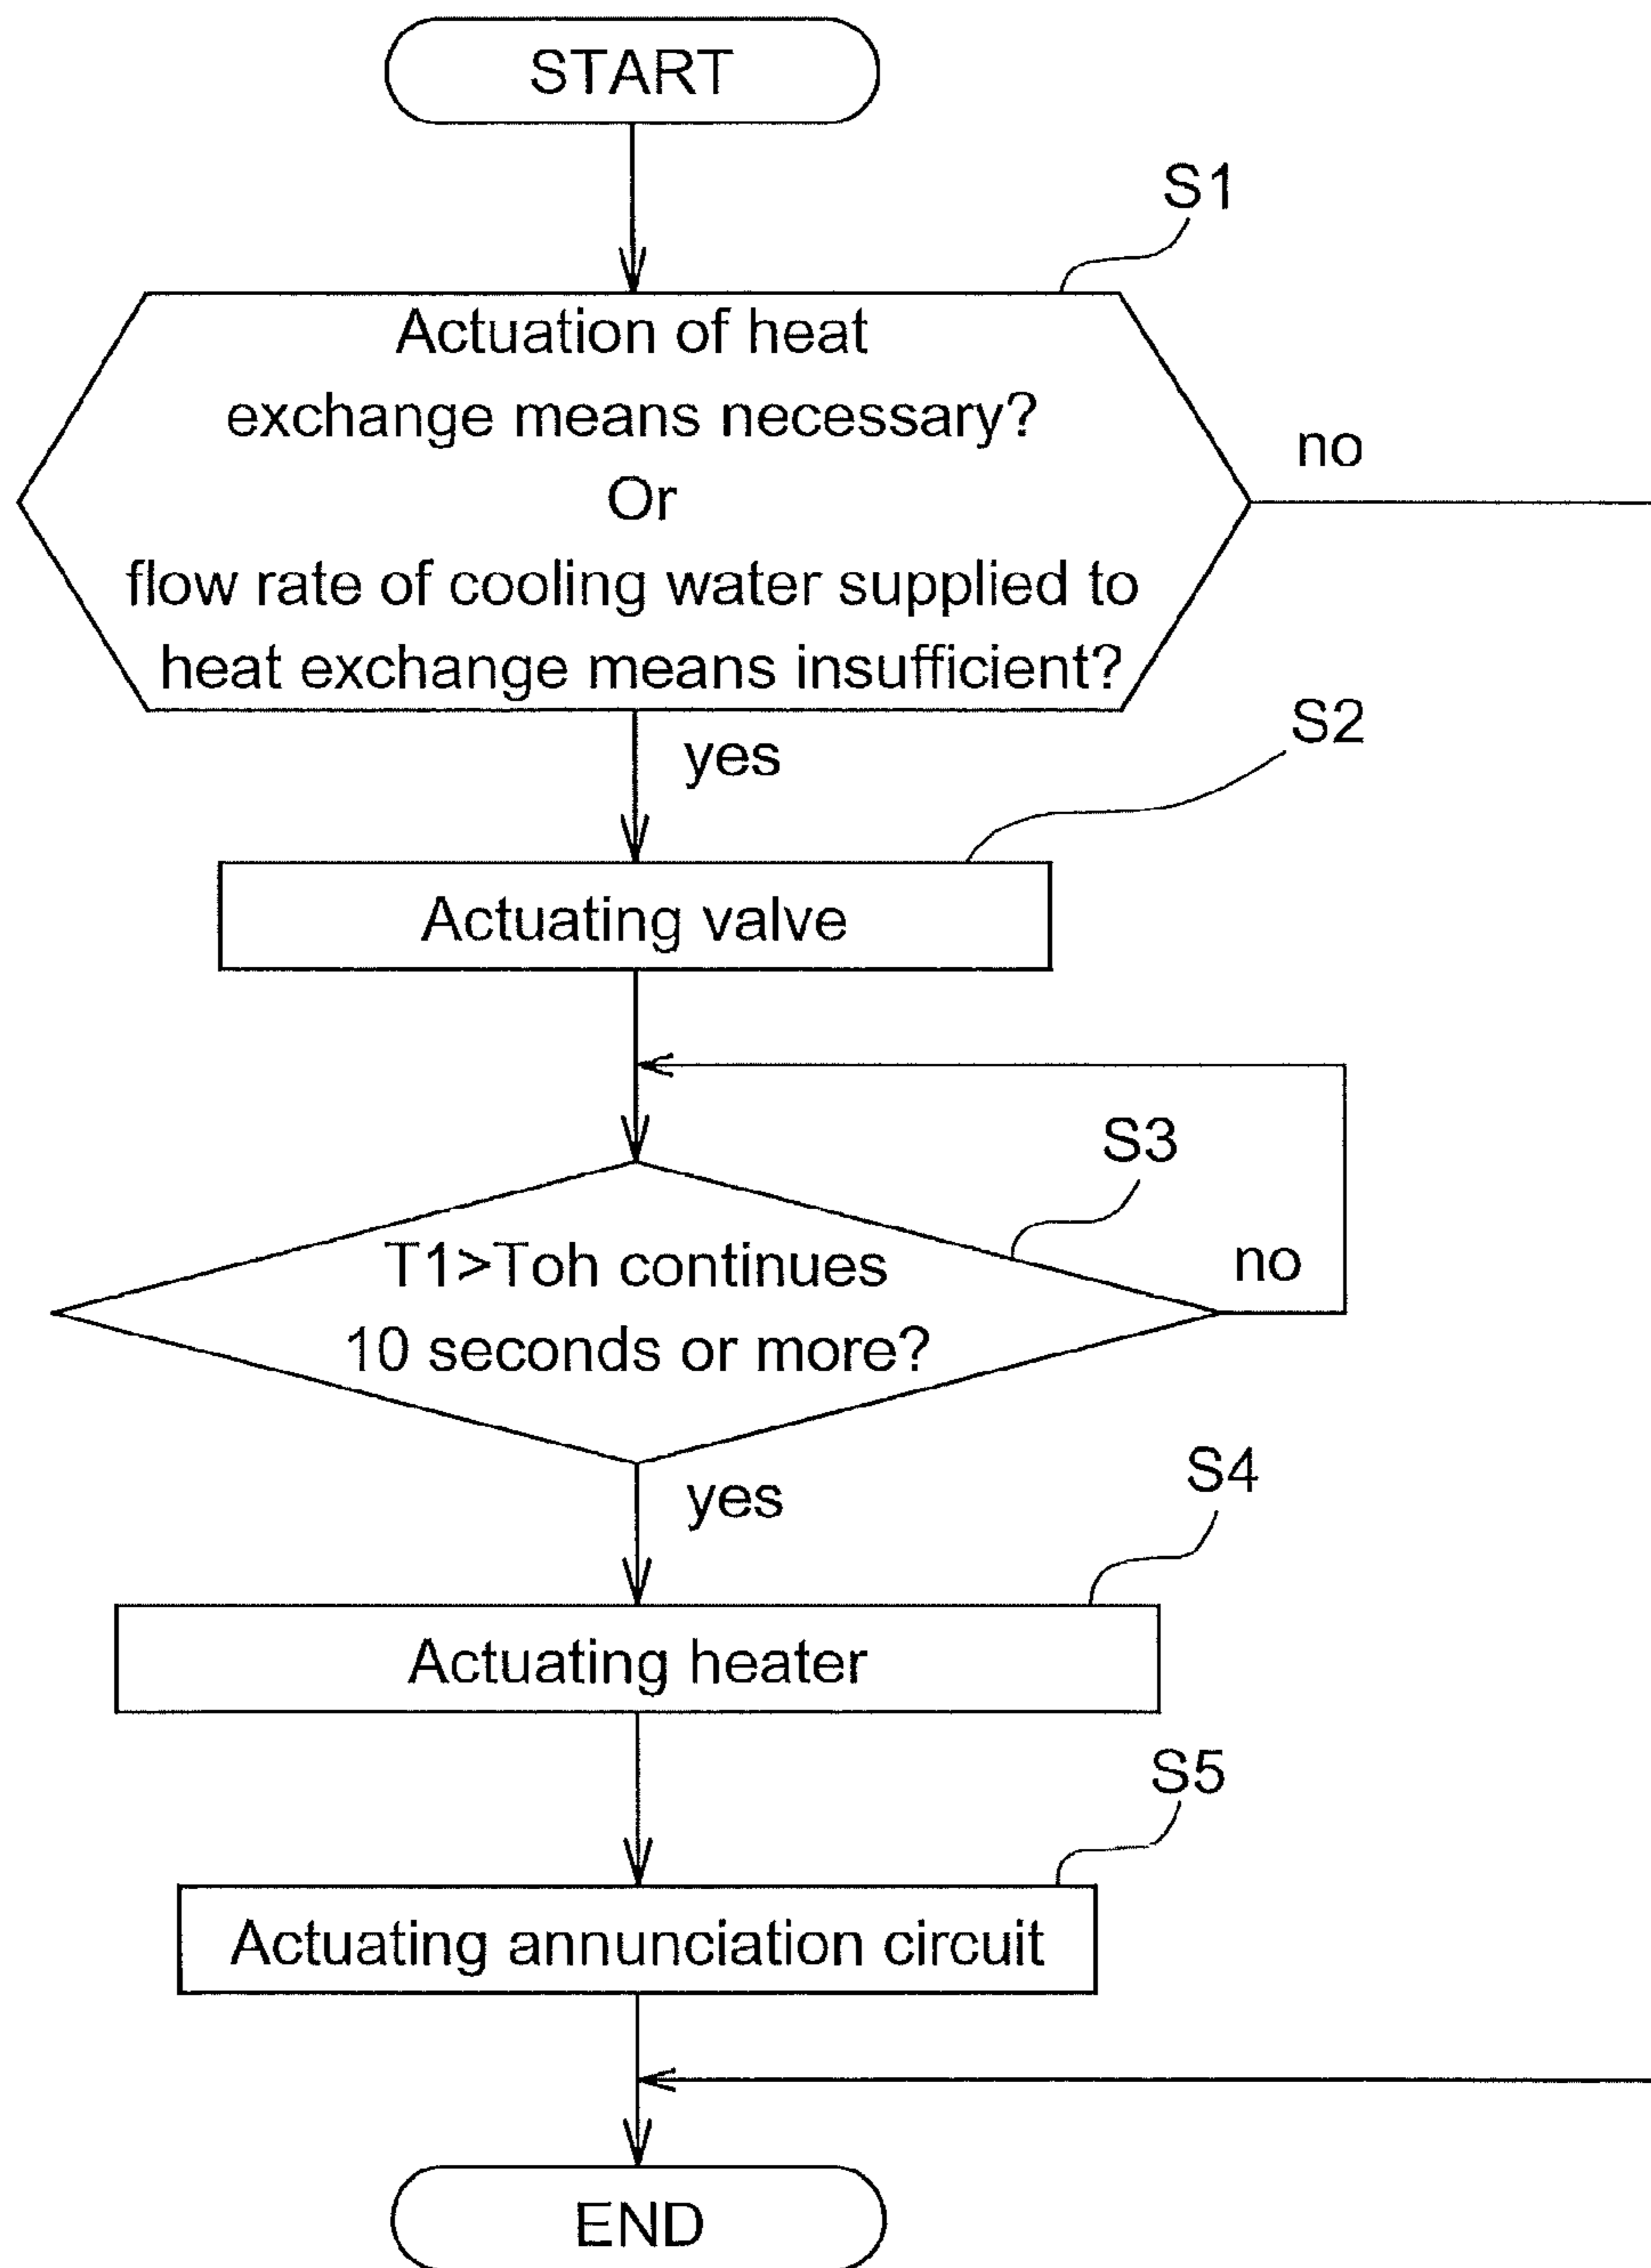 START
S1
Actuation of heat
exchange means necessary?
Or
flow rate of cooling water supplied to
heat exchange means insufficient?
no
yes
S2
Actuating valve
S3
T1>Toh continues
10 seconds or more?
no
yes
S4
Actuating heater
S5
Actuating annunciation circuit
END